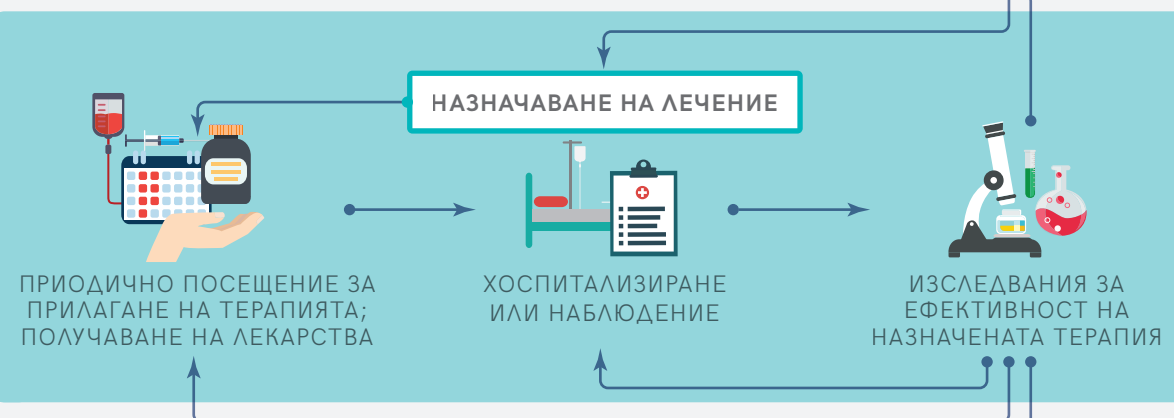 НАЗНАЧАВАНЕ НА ЛЕЧЕНИЕ
ПРИОДИЧНО ПОСЕЩЕНИЕ ЗА
ПРИЛАГАНЕ НА ТЕРАПИЯТА;
ПОЛУЧАВАНЕ НА ЛЕКАРСТВА
ХОСПИТАЛИЗИРАНЕ
ИЛИ НАБЛЮДЕНИЕ
ИЗСЛЕДВАНИЯ ЗА
ЕФЕКТИВНОСТ НА
НАЗНАЧЕНАТА ТЕРАПИЯ